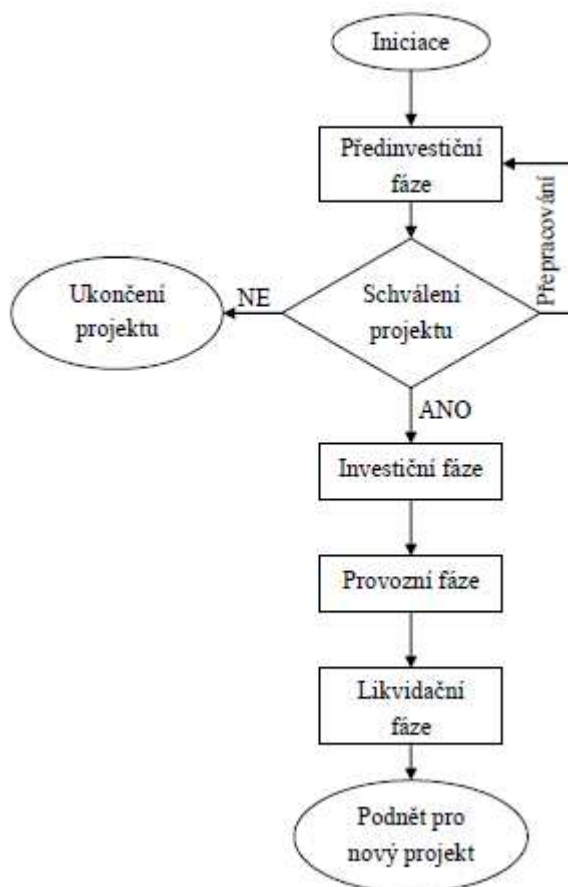 Iniciace
Předinvestiční
fáze
Přepracování
Ukončení
projektu
NE
Schválení
projektu
ANO
Investiční fáze
Provozní fáze
Likvidační
fáze
Podnět pro
nový projekt